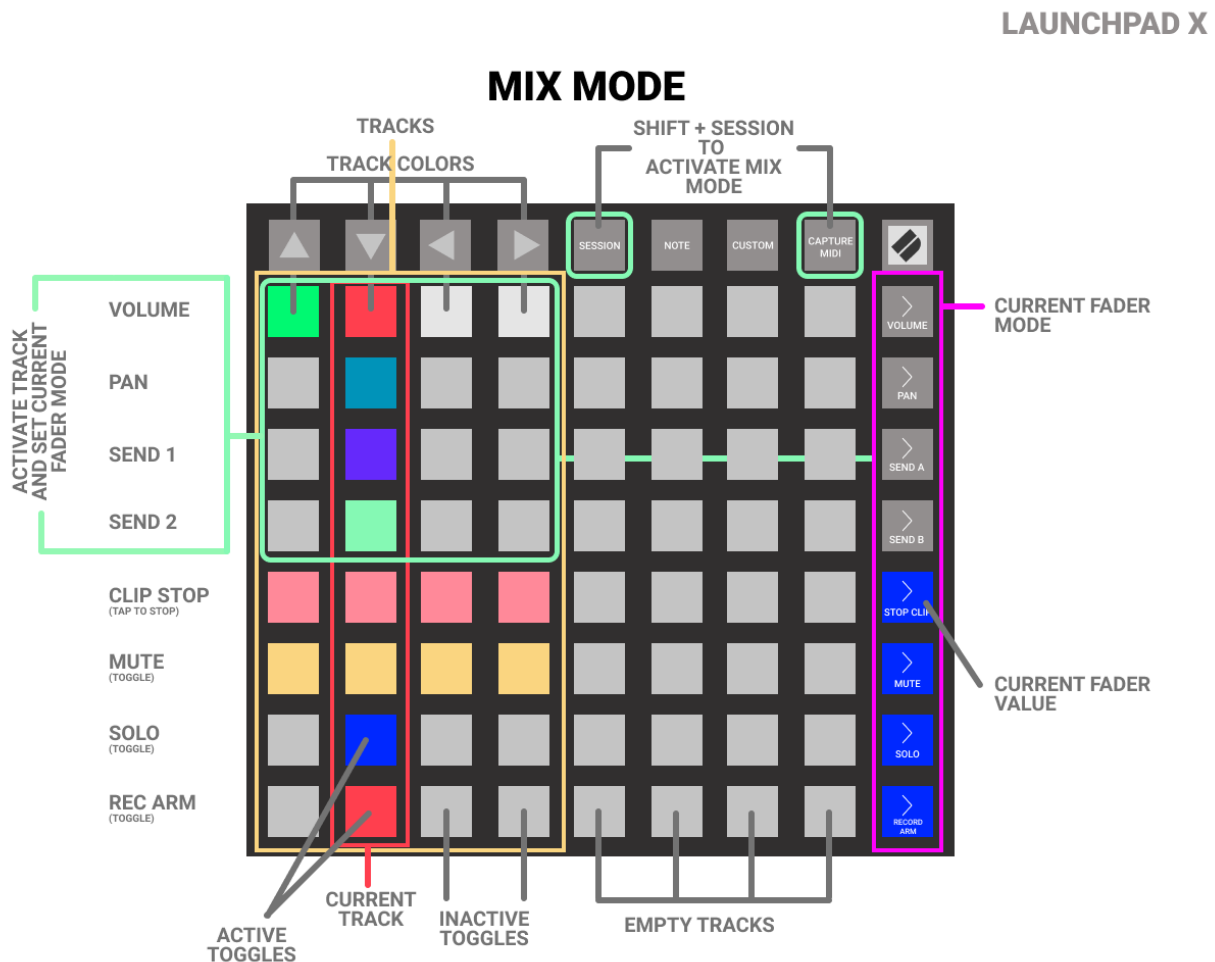 LAUNCHPAD X
MIX MODE
TRACKS
TRACK COLORS
SHIFT + SESSION
TO
ACTIVATE MIX
MODE
SESSION
NOTE
CUSTOM
CAPTURE
MIDI
ACTIVATE TRACK
AND SET CURRENT
FADER MODE
VOLUME
PAN
SEND 1
SEND 2
CLIP STOP
(TAP TO STOP)
MUTE
(TOGGLE)
SOLO
(TOGGLE)
REC ARM
(TOGGLE)
VOLUME
PAN
SEND A
SEND B
STOP CLIP
MUTE
SOLO
RECORD
ARM
CURRENT FADER
MODE
CURRENT FADER
VALUE
ACTIVE
TOGGLES
CURRENT
TRACK
INACTIVE
TOGGLES
EMPTY TRACKS